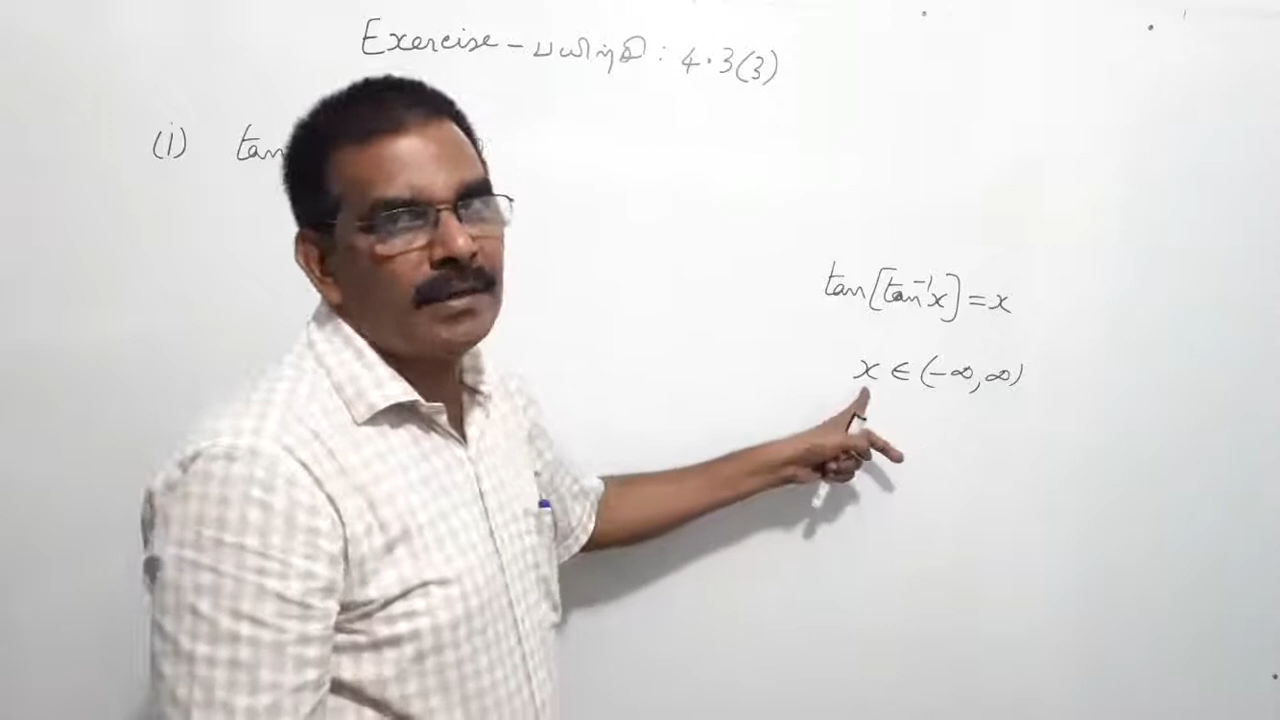 Exercise - பயிற்சி : 4.3(3)
(i) tan
tan[tan⁻¹x] = x
x ∈ (-∞, ∞)